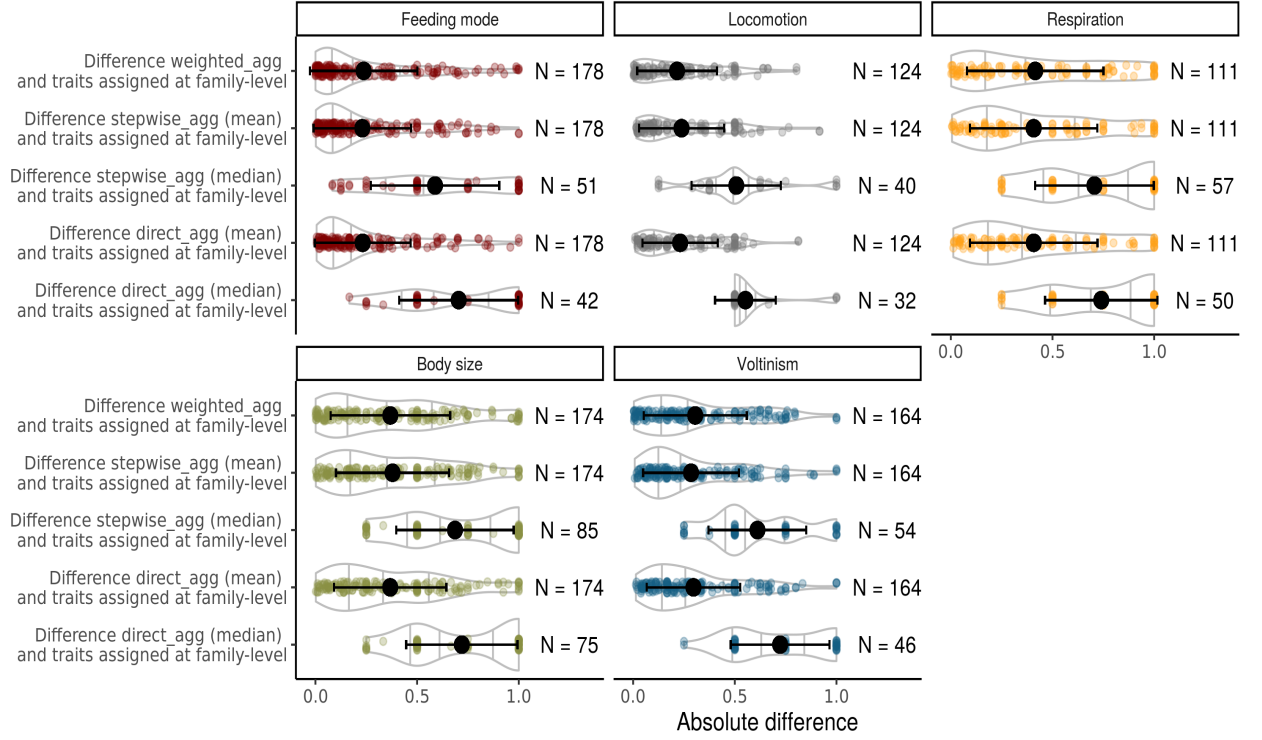 Feeding mode
Locomotion
Respiration
Difference weighted_agg
and traits assigned at family-level
N = 178
N = 124
N = 111
Difference stepwise_agg (mean)
and traits assigned at family-level
N = 178
N = 124
N = 111
Difference stepwise_agg (median)
and traits assigned at family-level
N = 51
N = 40
N = 57
Difference direct_agg (mean)
and traits assigned at family-level
N = 178
N = 124
N = 111
Difference direct_agg (median)
and traits assigned at family-level
N = 42
N = 32
N = 50
0.0 0.5 1.0
Body size
Voltinism
Difference weighted_agg
and traits assigned at family-level
N = 174
N = 164
Difference stepwise_agg (mean)
and traits assigned at family-level
N = 174
N = 164
Difference stepwise_agg (median)
and traits assigned at family-level
N = 85
N = 54
Difference direct_agg (mean)
and traits assigned at family-level
N = 174
N = 164
Difference direct_agg (median)
and traits assigned at family-level
N = 75
N = 46
0.0 0.5 1.0
0.0 0.5 1.0
Absolute difference